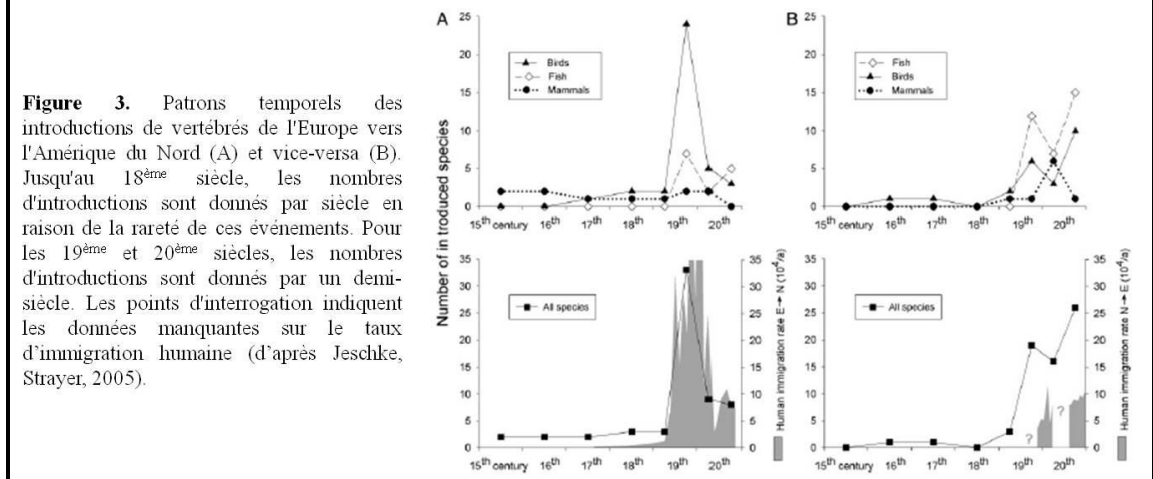 Figure 3. Patrons temporels des
introductions de vertébrés de l'Europe vers
l'Amérique du Nord (A) et vice-versa (B).
Jusqu'au 18ème siècle, les nombres
d'introductions sont donnés par siècle en
raison de la rareté de ces événements. Pour
les 19ème et 20ème siècles, les nombres
d'introductions sont donnés par un demi-
siècle. Les points d'interrogation indiquent
les données manquantes sur le taux
d'immigration humaine (d'après Jeschke,
Strayer, 2005).
A
25
20
15
10
5
0
Birds
Fish
Mammals
15th century 16th 17th 18th 19th 20th
B
25
20
15
10
5
0
Fish
Birds
Mammals
15th century 16th 17th 18th 19th 20th
Number of introduced species
35
30
25
20
15
10
5
0
All species
35
30
25
20
15
10
5
0
Human immigration rate E→N (10⁴/a)
15th century 16th 17th 18th 19th 20th
35
30
25
20
15
10
5
0
All species
? ?
35
30
25
20
15
10
5
0
Human immigration rate N→E (10⁴/a)
15th century 16th 17th 18th 19th 20th